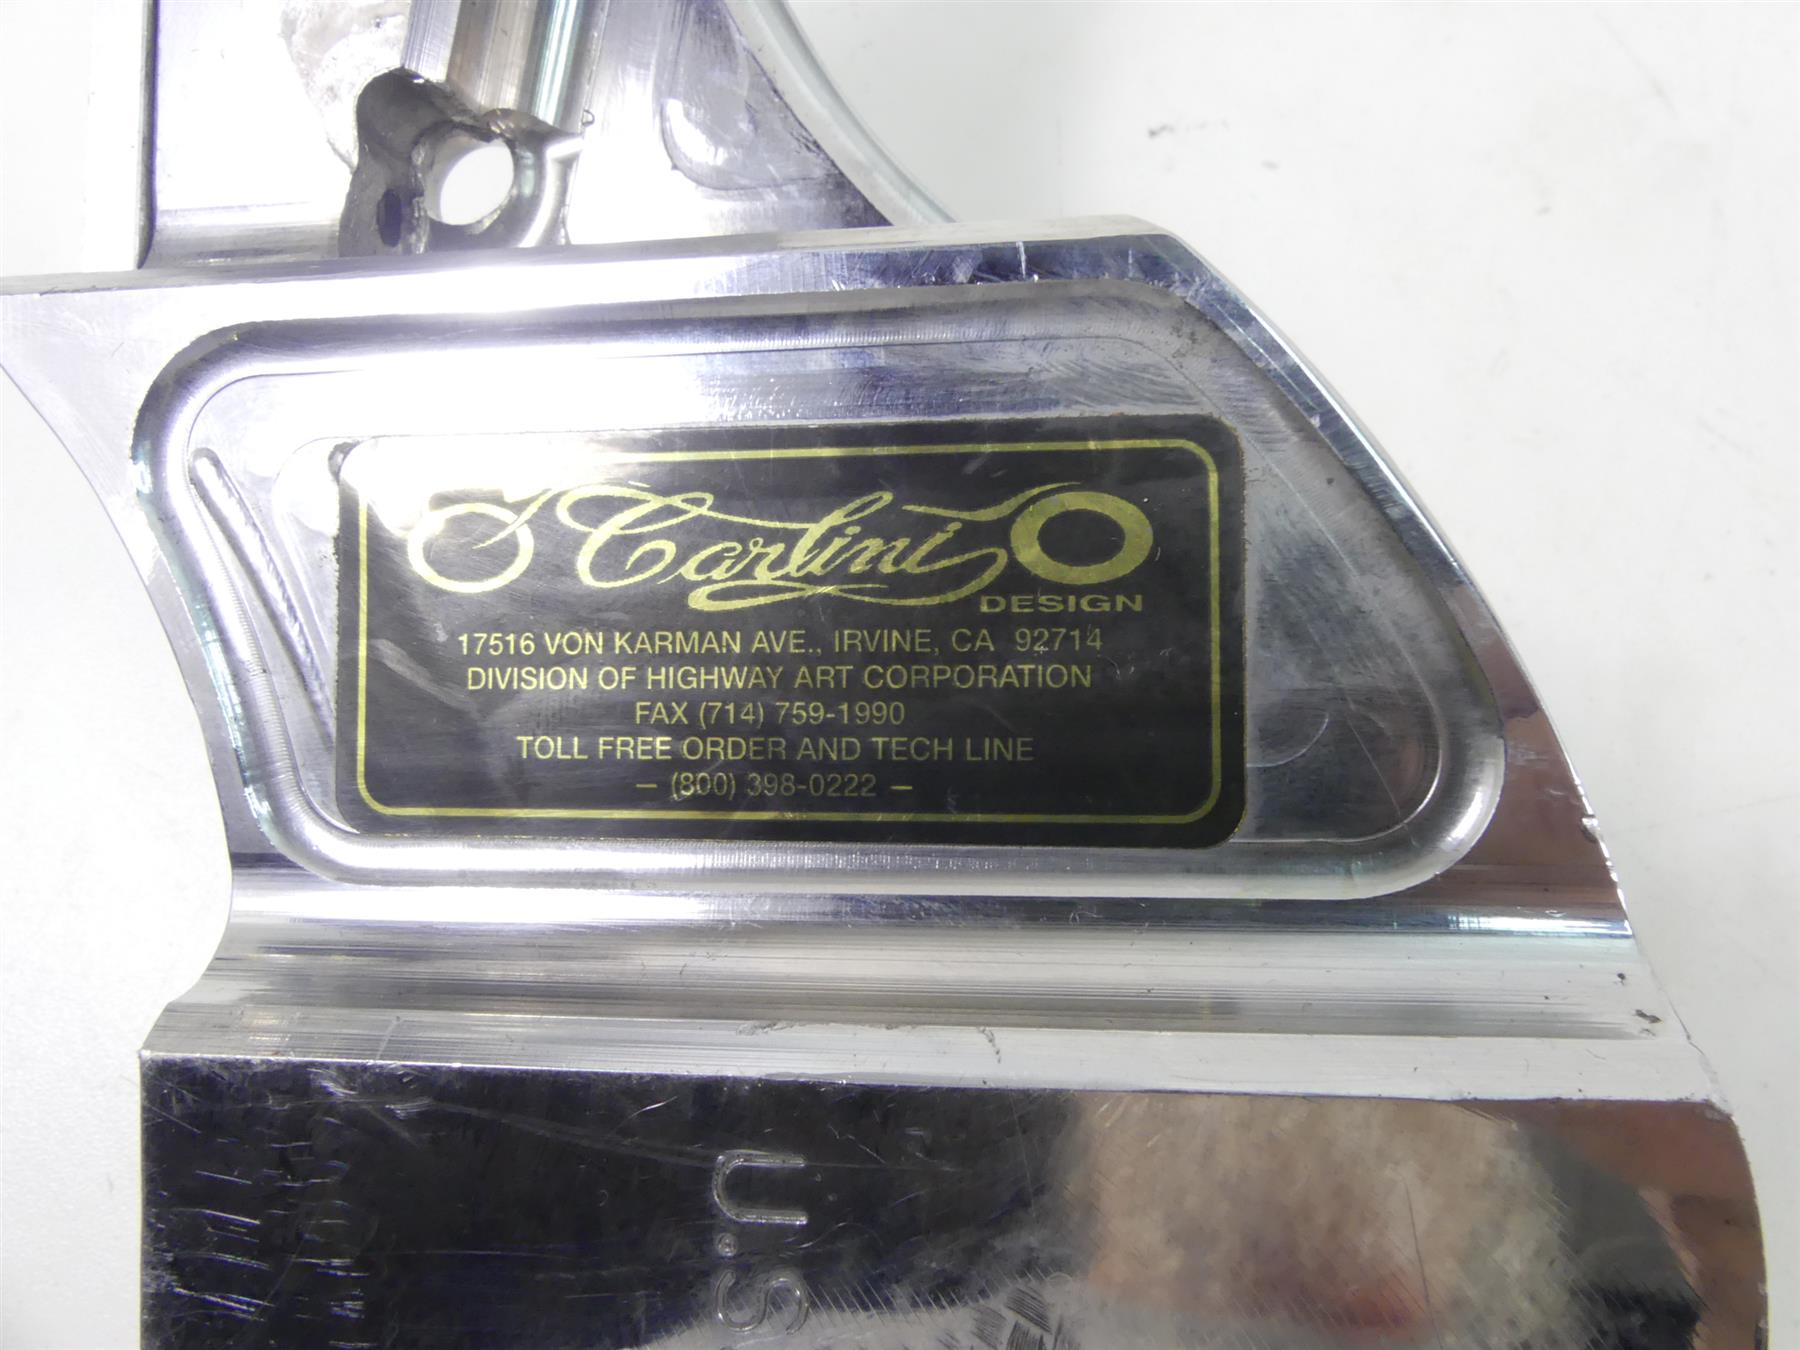 Carlini
DESIGN
17516 VON KARMAN AVE., IRVINE, CA 92714
DIVISION OF HIGHWAY ART CORPORATION
FAX (714) 759-1990
TOLL FREE ORDER AND TECH LINE
– (800) 398-0222 –